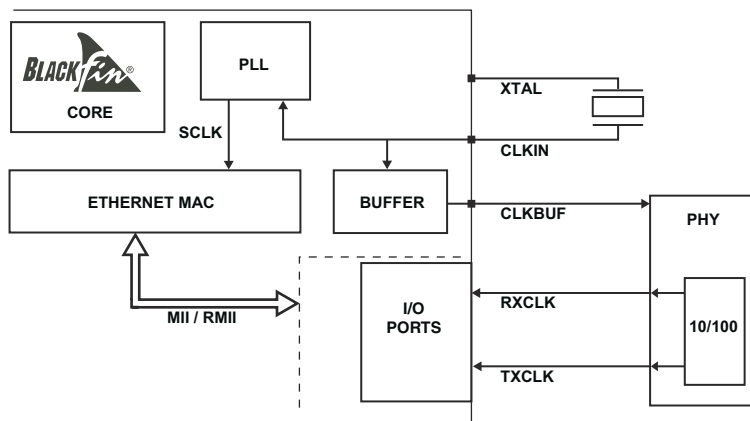 BLACKfin®
CORE
PLL
SCLK
XTAL
CLKIN
ETHERNET MAC
BUFFER
CLKBUF
PHY
MII / RMII
I/O
PORTS
RXCLK
10/100
TXCLK